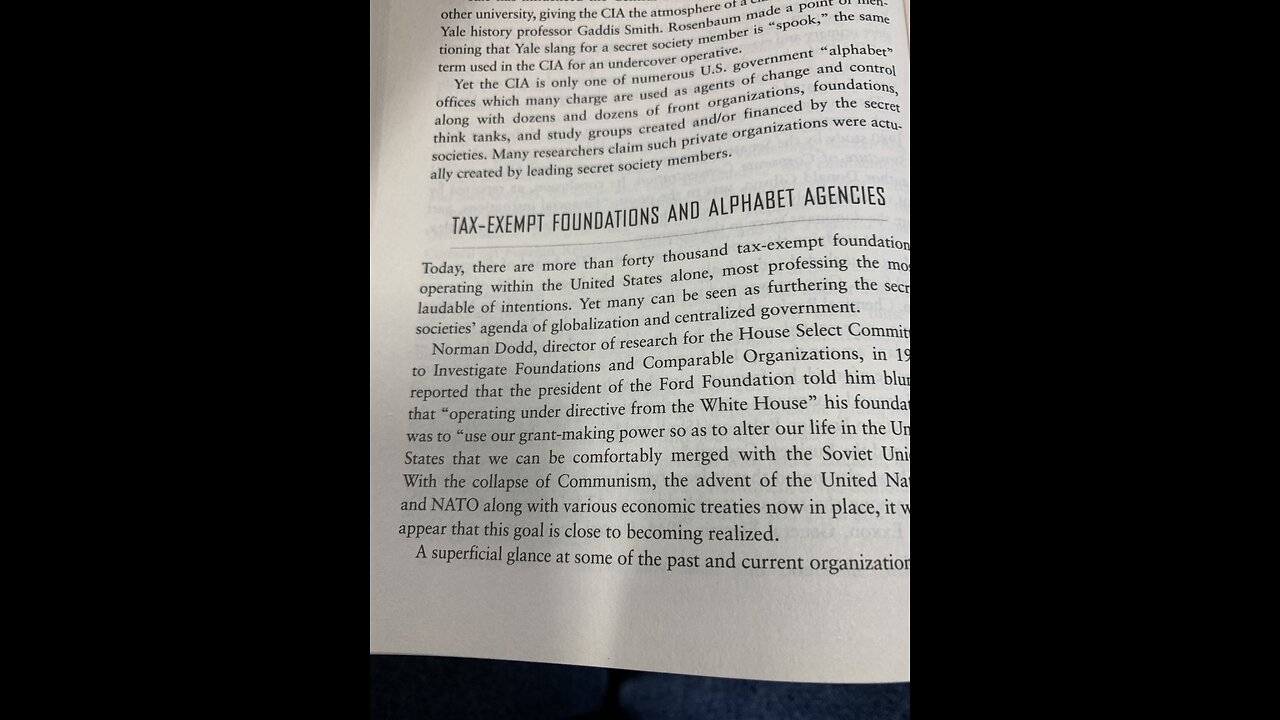 other university, giving the CIA the atmosphere of a
Yale history professor Gaddis Smith. Rosenbaum made a point of men-
tioning that Yale slang for a secret society member is “spook,” the same
term used in the CIA for an undercover operative.
Yet the CIA is only one of numerous U.S. government “alphabet”
offices which many charge are used as agents of change and control
along with dozens and dozens of front organizations, foundations,
think tanks, and study groups created and/or financed by the secret
societies. Many researchers claim such private organizations were actu-
ally created by leading secret society members.
TAX-EXEMPT FOUNDATIONS AND ALPHABET AGENCIES
Today, there are more than forty thousand tax-exempt foundation
operating within the United States alone, most professing the mo
laudable of intentions. Yet many can be seen as furthering the secr
societies’ agenda of globalization and centralized government.
Norman Dodd, director of research for the House Select Committ
to Investigate Foundations and Comparable Organizations, in 19
reported that the president of the Ford Foundation told him blu
that “operating under directive from the White House” his founda
was to “use our grant-making power so as to alter our life in the Un
States that we can be comfortably merged with the Soviet Uni
With the collapse of Communism, the advent of the United Na
and NATO along with various economic treaties now in place, it w
appear that this goal is close to becoming realized.
A superficial glance at some of the past and current organization